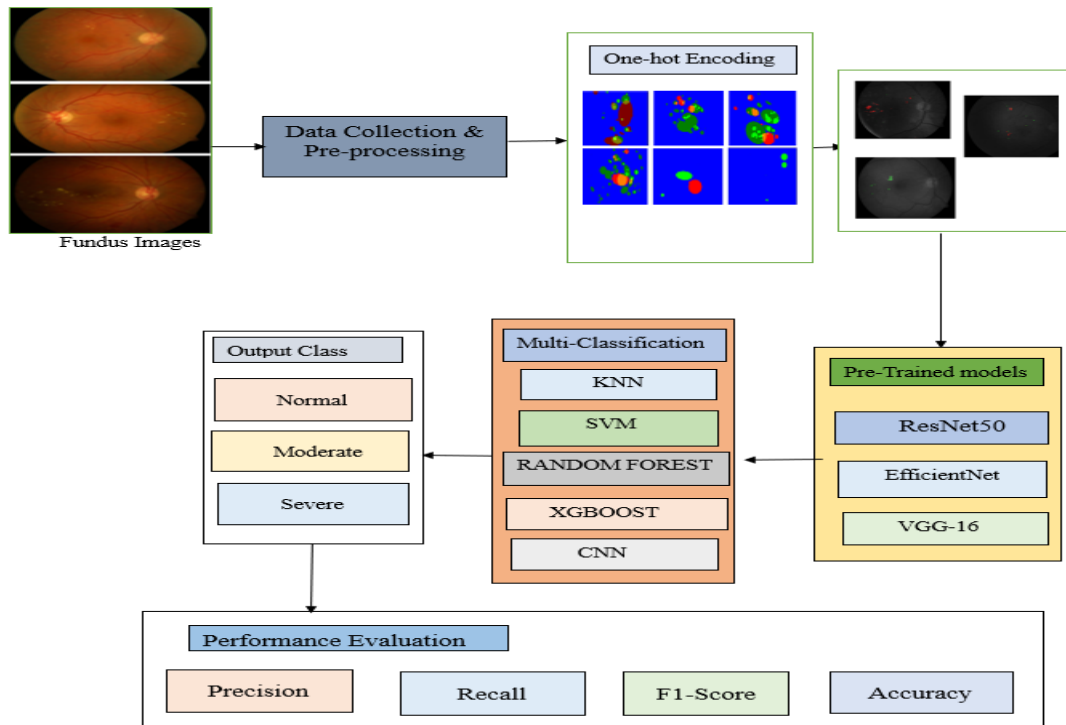 Fundus Images
Data Collection &
Pre-processing
One-hot Encoding
Pre-Trained models
ResNet50
EfficientNet
VGG-16
Multi-Classification
KNN
SVM
RANDOM FOREST
XGBOOST
CNN
Output Class
Normal
Moderate
Severe
Performance Evaluation
Precision
Recall
F1-Score
Accuracy